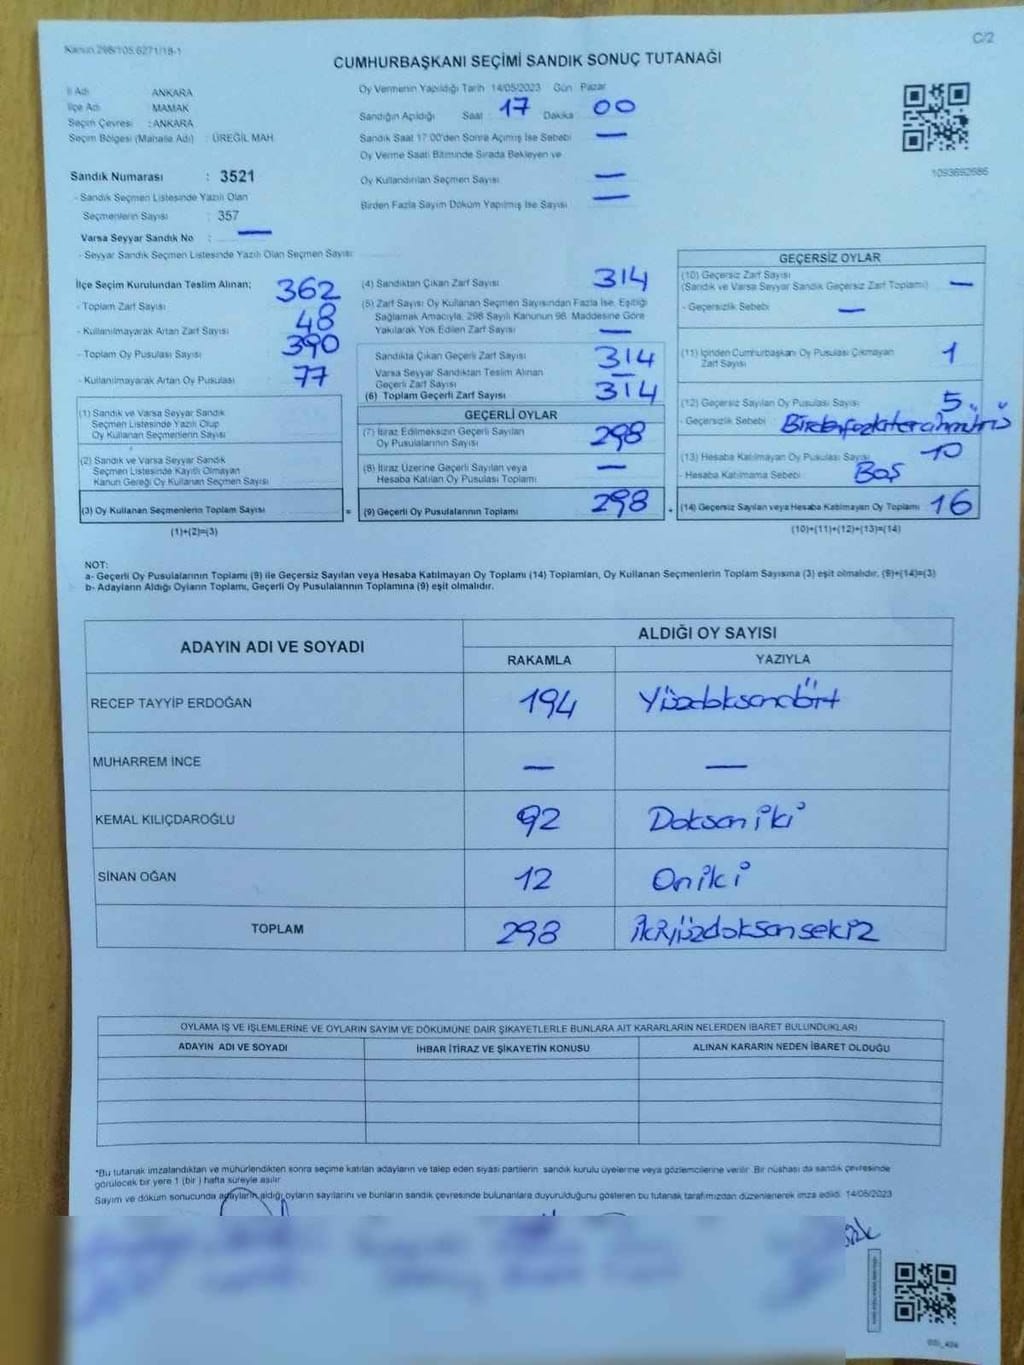 Kanun 298/105.6271/18-1
C/2
CUMHURBAŞKANI SEÇİMİ SANDIK SONUÇ TUTANAĞI
İl Adı ANKARA
İlçe Adı MAMAK
Seçim Çevresi : ANKARA
Seçim Bölgesi (Mahalle Adı) : ÜREĞİL MAH.
Sandık Numarası : 3521
- Sandık Seçmen Listesinde Yazılı Olan
Seçmenlerin Sayısı : 357
Varsa Seyyar Sandık No : —
- Seyyar Sandık Seçmen Listesinde Yazılı Olan Seçmen Sayısı:
Oy Vermenin Yapıldığı Tarih 14/05/2023 Gün Pazar
Sandığın Açıldığı Saat 17 Dakika 00
Sandık Saat 17.00'den Sonra Açılmış İse Sebebi —
Oy Verme Saati Bitiminde Sırada Bekleyen ve
Oy Kullandırılan Seçmen Sayısı —
Birden Fazla Sayım Döküm Yapılmış İse Sayısı —
1093692686
İlçe Seçim Kurulundan Teslim Alınan;
- Toplam Zarf Sayısı 362
- Kullanılmayarak Artan Zarf Sayısı 48
- Toplam Oy Pusulası Sayısı 390
- Kullanılmayarak Artan Oy Pusulası 77
(1) Sandık ve Varsa Seyyar Sandık
Seçmen Listesinde Yazılı Olup
Oy Kullanan Seçmenlerin Sayısı
(2) Sandık ve Varsa Seyyar Sandık
Seçmen Listesinde Kayıtlı Olmayan
Kanun Gereği Oy Kullanan Seçmen Sayısı
(3) Oy Kullanan Seçmenlerin Toplam Sayısı =
(1)+(2)=(3)
(4) Sandıktan Çıkan Zarf Sayısı 314
(5) Zarf Sayısı Oy Kullanan Seçmen Sayısından Fazla İse, Eşitliği
Sağlamak Amacıyla, 298 Sayılı Kanunun 98. Maddesine Göre
Yakılarak Yok Edilen Zarf Sayısı —
Sandıkta Çıkan Geçerli Zarf Sayısı 314
Varsa Seyyar Sandıktan Teslim Alınan
Geçerli Zarf Sayısı —
(6) Toplam Geçerli Zarf Sayısı 314
GEÇERLİ OYLAR
(7) İtiraz Edilmeksizin Geçerli Sayılan
Oy Pusulalarının Sayısı 298
(8) İtiraz Üzerine Geçerli Sayılan veya
Hesaba Katılan Oy Pusulası Toplamı —
(9) Geçerli Oy Pusulalarının Toplamı 298 +
GEÇERSİZ OYLAR
(10) Geçersiz Zarf Sayısı
(Sandık ve Varsa Seyyar Sandık Geçersiz Zarf Toplamı) —
- Geçersizlik Sebebi: —
(11) İçinden Cumhurbaşkanı Oy Pusulası Çıkmayan
Zarf Sayısı 1
(12) Geçersiz Sayılan Oy Pusulası Sayısı 5
- Geçersizlik Sebebi :
(13) Hesaba Katılmayan Oy Pusulası Sayısı 10
- Hesaba Katılmama Sebebi : Boş
(14) Geçersiz Sayılan veya Hesaba Katılmayan Oy Toplamı 16
(10)+(11)+(12)+(13)=(14)
NOT:
a- Geçerli Oy Pusulalarının Toplamı (9) ile Geçersiz Sayılan veya Hesaba Katılmayan Oy Toplamı (14) Toplamları, Oy Kullanan Seçmenlerin Toplam Sayısına (3) eşit olmalıdır. (9)+(14)=(3)
b- Adayların Aldığı Oyların Toplamı, Geçerli Oy Pusulalarının Toplamına (9) eşit olmalıdır.
ADAYIN ADI VE SOYADI ALDIĞI OY SAYISI
RAKAMLA YAZIYLA
RECEP TAYYİP ERDOĞAN 194 Yüzdoksandört
MUHARREM İNCE — —
KEMAL KILIÇDAROĞLU 92 Doksan iki
SİNAN OĞAN 12 Oniki
TOPLAM 298 ikiyüzdoksansekiz
OYLAMA İŞ VE İŞLEMLERİNE VE OYLARIN SAYIM VE DÖKÜMÜNE DAİR ŞİKAYETLERLE BUNLARA AİT KARARLARIN NELERDEN İBARET BULUNDUKLARI
ADAYIN ADI VE SOYADI İHBAR İTİRAZ VE ŞİKAYETİN KONUSU ALINAN KARARIN NEDEN İBARET OLDUĞU
*Bu tutanak imzalandıktan ve mühürlendikten sonra seçime katılan adayların ve talep eden siyasi partilerin sandık kurulu üyelerine veya gözlemcilerine verilir. Bir nüshası da sandık çevresinde
görülecek bir yere 1 (bir) hafta süreyle asılır.
Sayım ve döküm sonucunda adayların aldığı oyların sayılarını ve bunların sandık çevresinde bulunanlara duyurulduğunu gösteren bu tutanak tarafımızdan düzenlenerek imza edildi. 14/05/2023